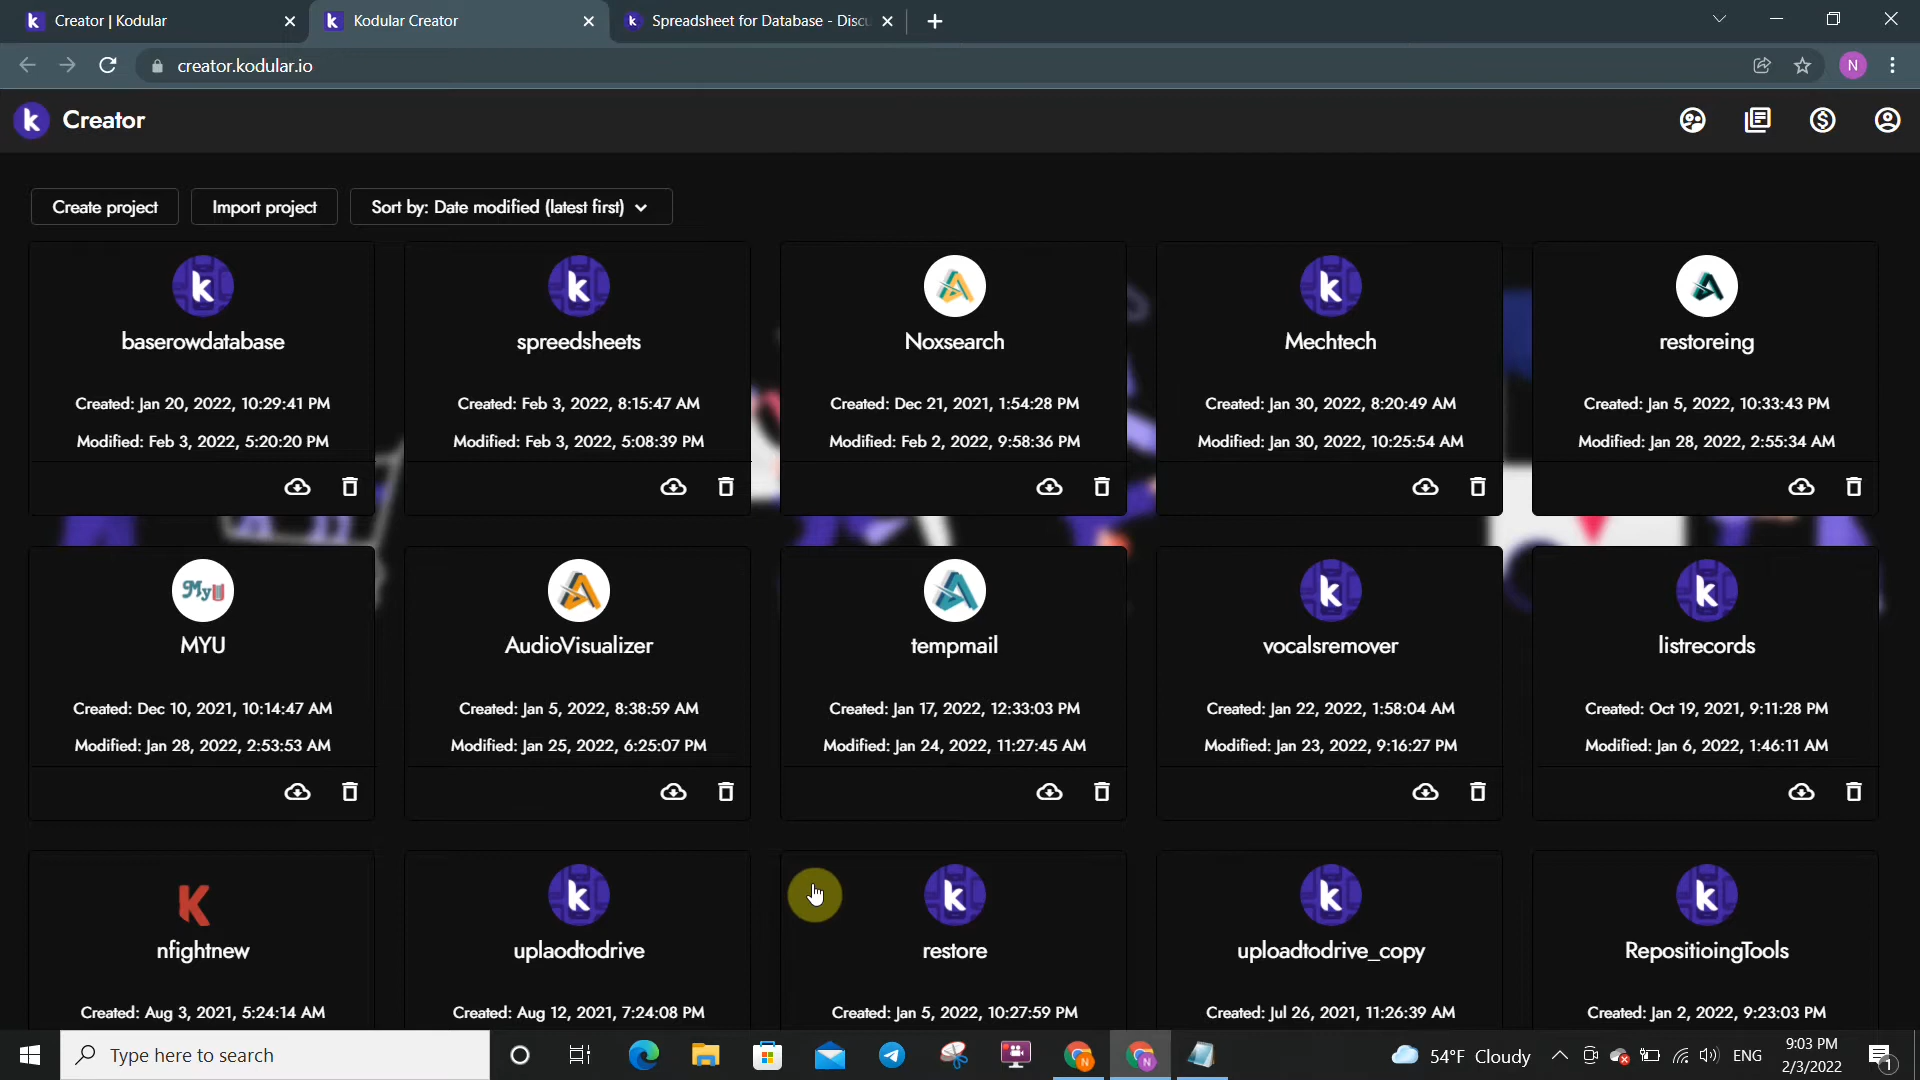 Creator | Kodular
Kodular Creator
Spreadsheet for Database - Discu
creator.kodular.io
N
k Creator
Create project
Import project
Sort by: Date modified (latest first)
baserowdatabase
Created: Jan 20, 2022, 10:29:41 PM
Modified: Feb 3, 2022, 5:20:20 PM
spreedsheets
Created: Feb 3, 2022, 8:15:47 AM
Modified: Feb 3, 2022, 5:08:39 PM
Noxsearch
Created: Dec 21, 2021, 1:54:28 PM
Modified: Feb 2, 2022, 9:58:36 PM
Mechtech
Created: Jan 30, 2022, 8:20:49 AM
Modified: Jan 30, 2022, 10:25:54 AM
restoreing
Created: Jan 5, 2022, 10:33:43 PM
Modified: Jan 28, 2022, 2:55:34 AM
MyU
MYU
Created: Dec 10, 2021, 10:14:47 AM
Modified: Jan 28, 2022, 2:53:53 AM
AudioVisualizer
Created: Jan 5, 2022, 8:38:59 AM
Modified: Jan 25, 2022, 6:25:07 PM
tempmail
Created: Jan 17, 2022, 12:33:03 PM
Modified: Jan 24, 2022, 11:27:45 AM
vocalsremover
Created: Jan 22, 2022, 1:58:04 AM
Modified: Jan 23, 2022, 9:16:27 PM
listrecords
Created: Oct 19, 2021, 9:11:28 PM
Modified: Jan 6, 2022, 1:46:11 AM
K
nfightnew
Created: Aug 3, 2021, 5:24:14 AM
uplaodtodrive
Created: Aug 12, 2021, 7:24:08 PM
restore
Created: Jan 5, 2022, 10:27:59 PM
uploadtodrive_copy
Created: Jul 26, 2021, 11:26:39 AM
RepositioingTools
Created: Jan 2, 2022, 9:23:03 PM
Type here to search
54°F Cloudy
ENG
9:03 PM
2/3/2022
1